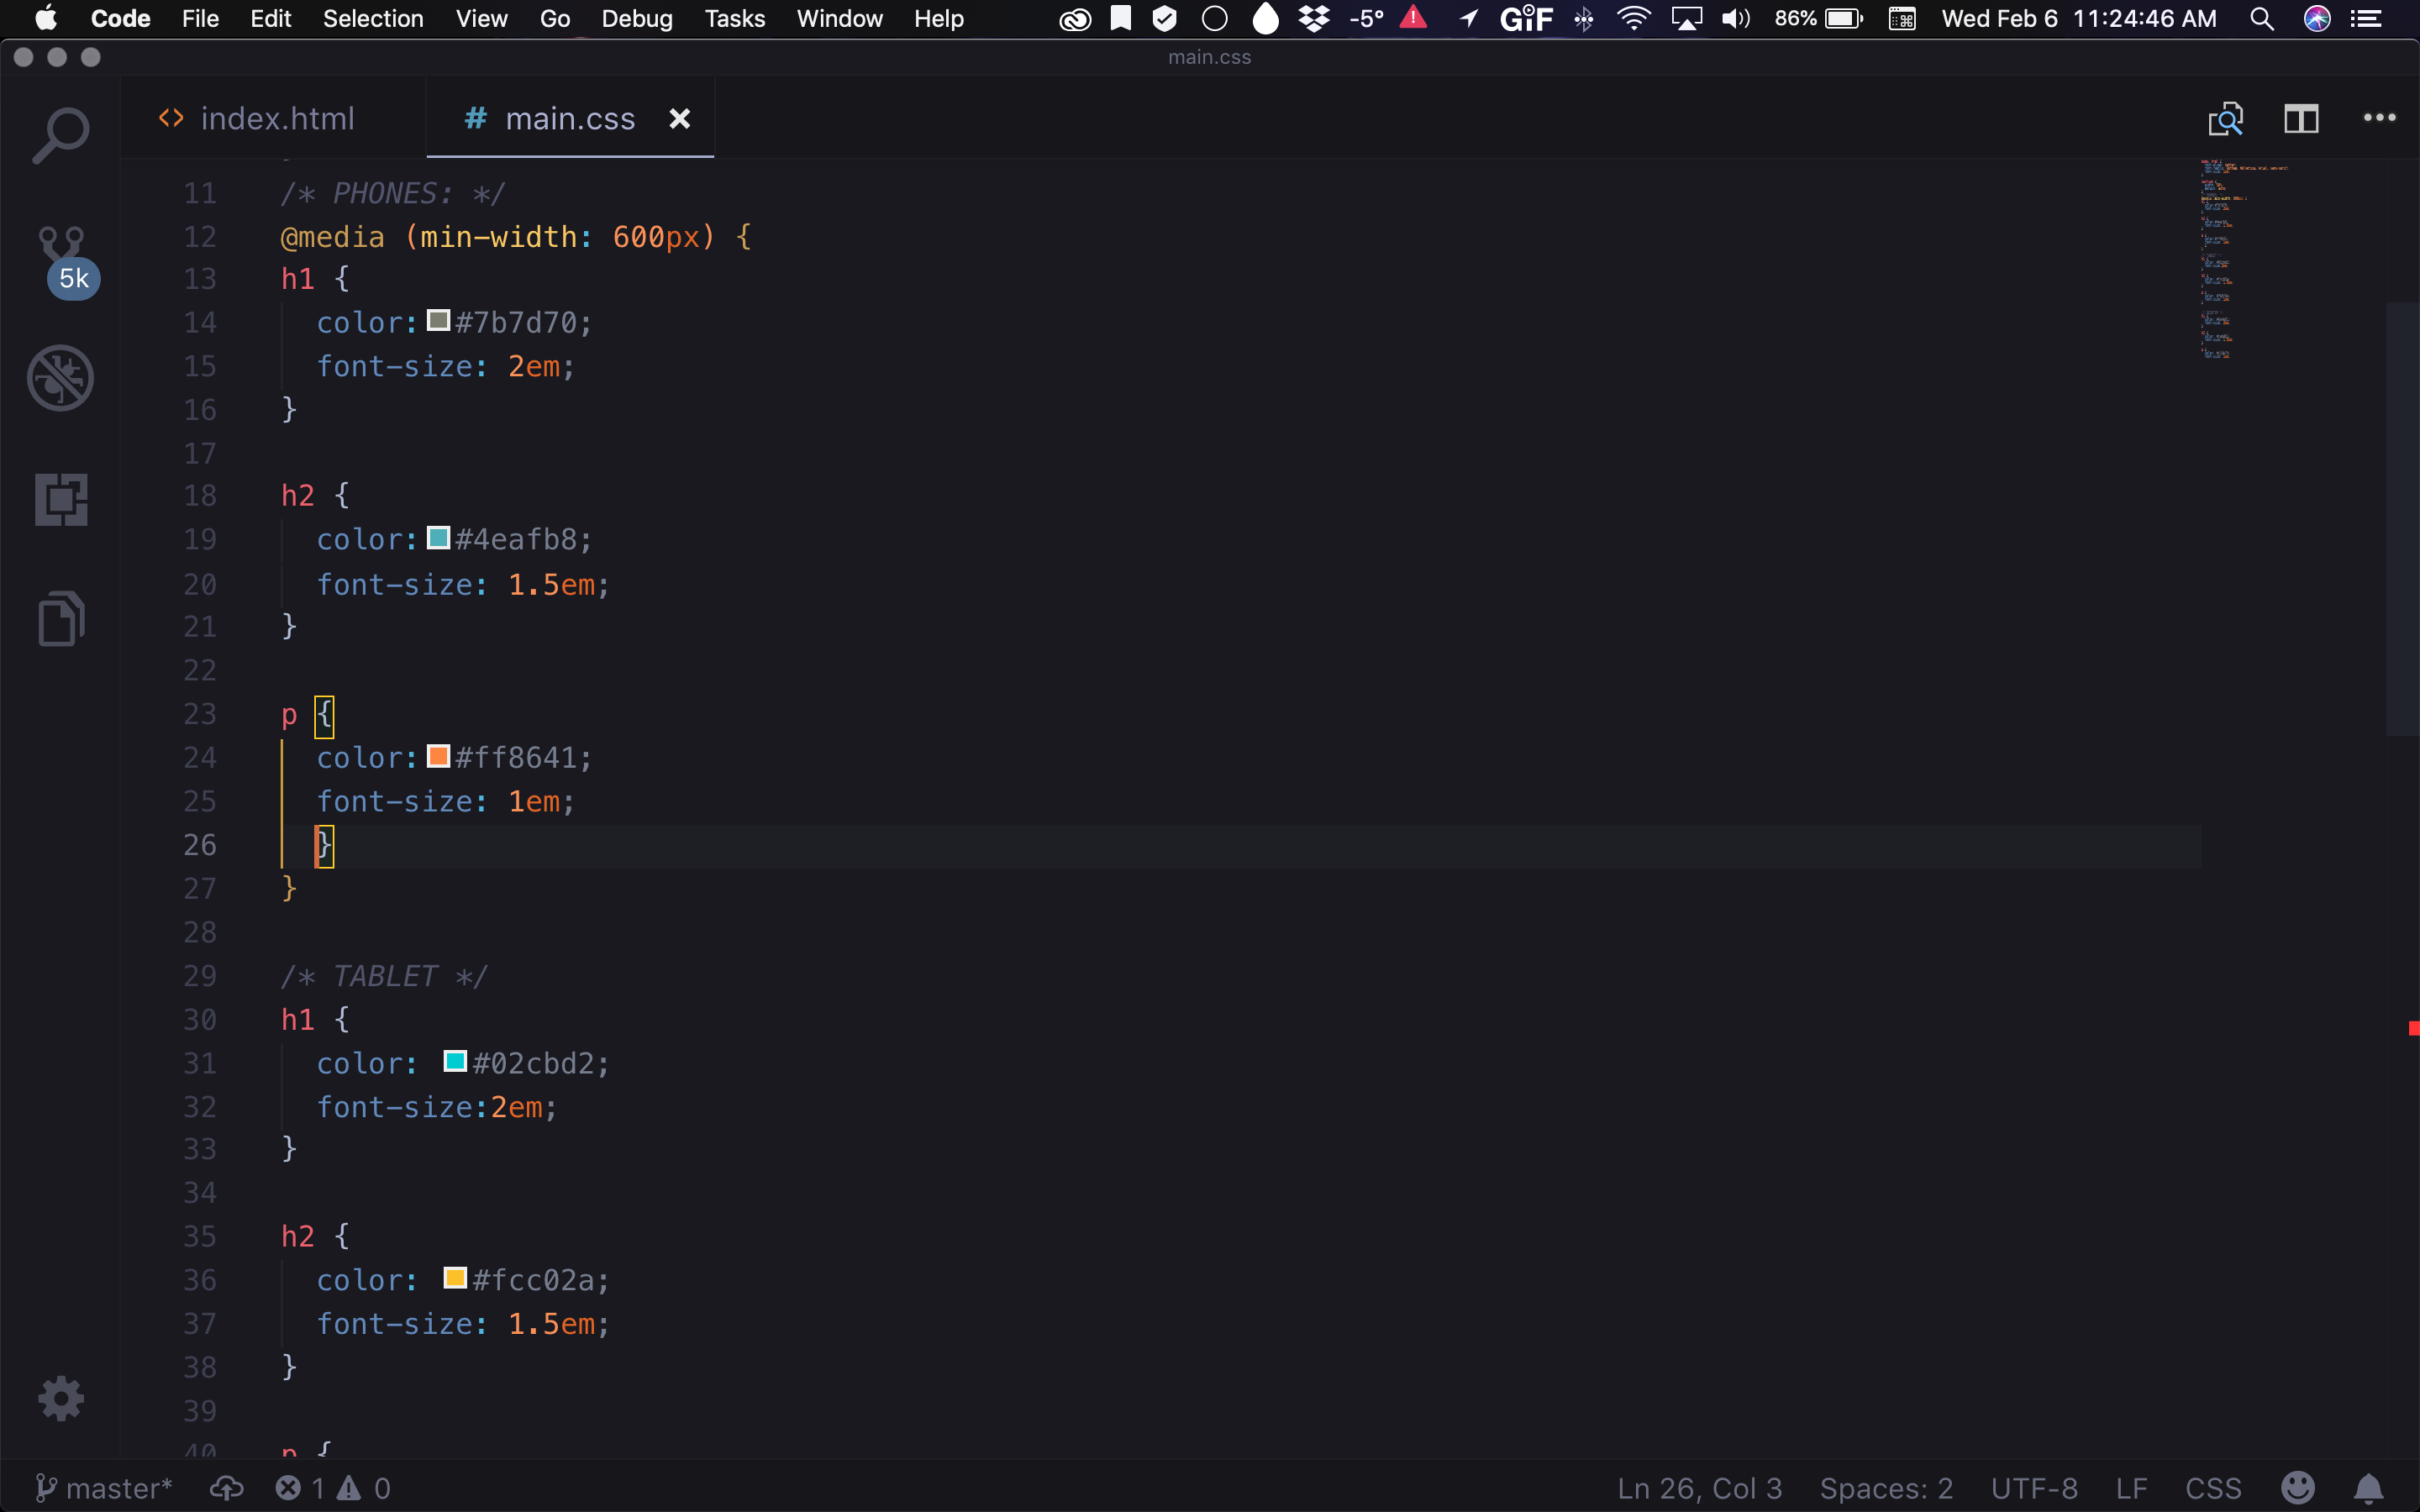 Code File Edit Selection View Go Debug Tasks Window Help -5° GIF 86% Wed Feb 6 11:24:46 AM
main.css
<> index.html # main.css ×
5k
11 /* PHONES: */
12 @media (min-width: 600px) {
13 h1 {
14 color:#7b7d70;
15 font-size: 2em;
16 }
17
18 h2 {
19 color:#4eafb8;
20 font-size: 1.5em;
21 }
22
23 p {
24 color:#ff8641;
25 font-size: 1em;
26 }
27 }
28
29 /* TABLET */
30 h1 {
31 color: #02cbd2;
32 font-size:2em;
33 }
34
35 h2 {
36 color: #fcc02a;
37 font-size: 1.5em;
38 }
39
40 p {
master* 1 0 Ln 26, Col 3 Spaces: 2 UTF-8 LF CSS